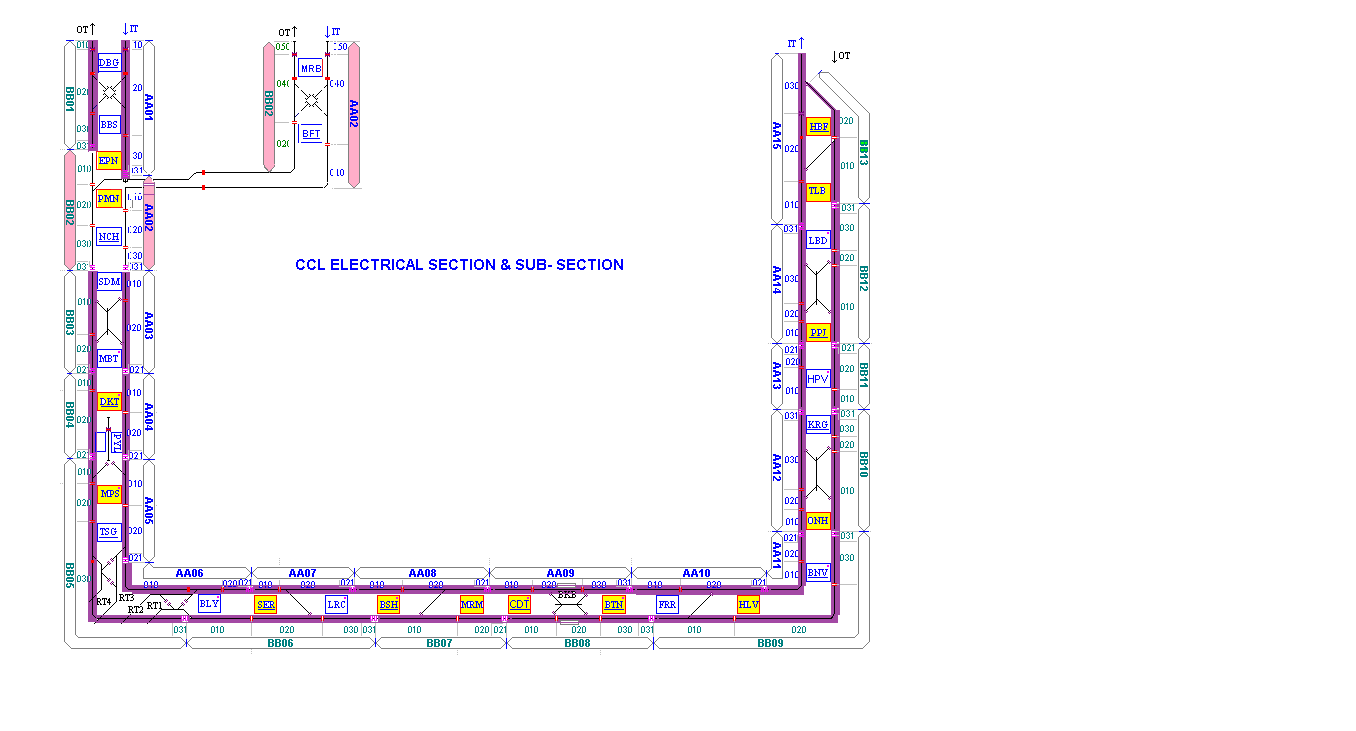 OT IT
010 10
DBG
BB01 02 20 AA01
BBS
03 30
031 031
EPN
010
PMN
BB02 020 020 AA02
NCH
030 030
031 031
OT IT
050 50
MRB
BB02 040 040 AA02
BFT
020 010
CCL ELECTRICAL SECTION & SUB- SECTION
SDM 010
010
BB03 020 AA03
020 MBT
021 021
010 010
DKT
BB04 020 020 AA04
PYL
021 021
010 010
MPS
020 AA05
TSG 020
021
BB05 030
RT4 RT3 RT2 RT1
AA06 AA07 AA08 AA09 AA10
010 020 021 010 020 021 010 020 021 010 020 020 031 010 020 021
BLY SER LRC BSH MRM CDT BKB BTN FRR HLV
031 010 020 030 031 010 020 021 010 020 030 031 010 020
BB06 BB07 BB08 BB09
IT OT
030
020
HBF
AA15 020 010 BB13
TLB
010 031
031 030
LBD
020
AA14 030 BB12
020 010
010 PPJ
021 021
020 020
AA13 HPV BB11
010 010
031 031
KRG 030
020
AA12 030 BB10
020 010
010 ONH
021 031
AA11 020 030
010 BNV